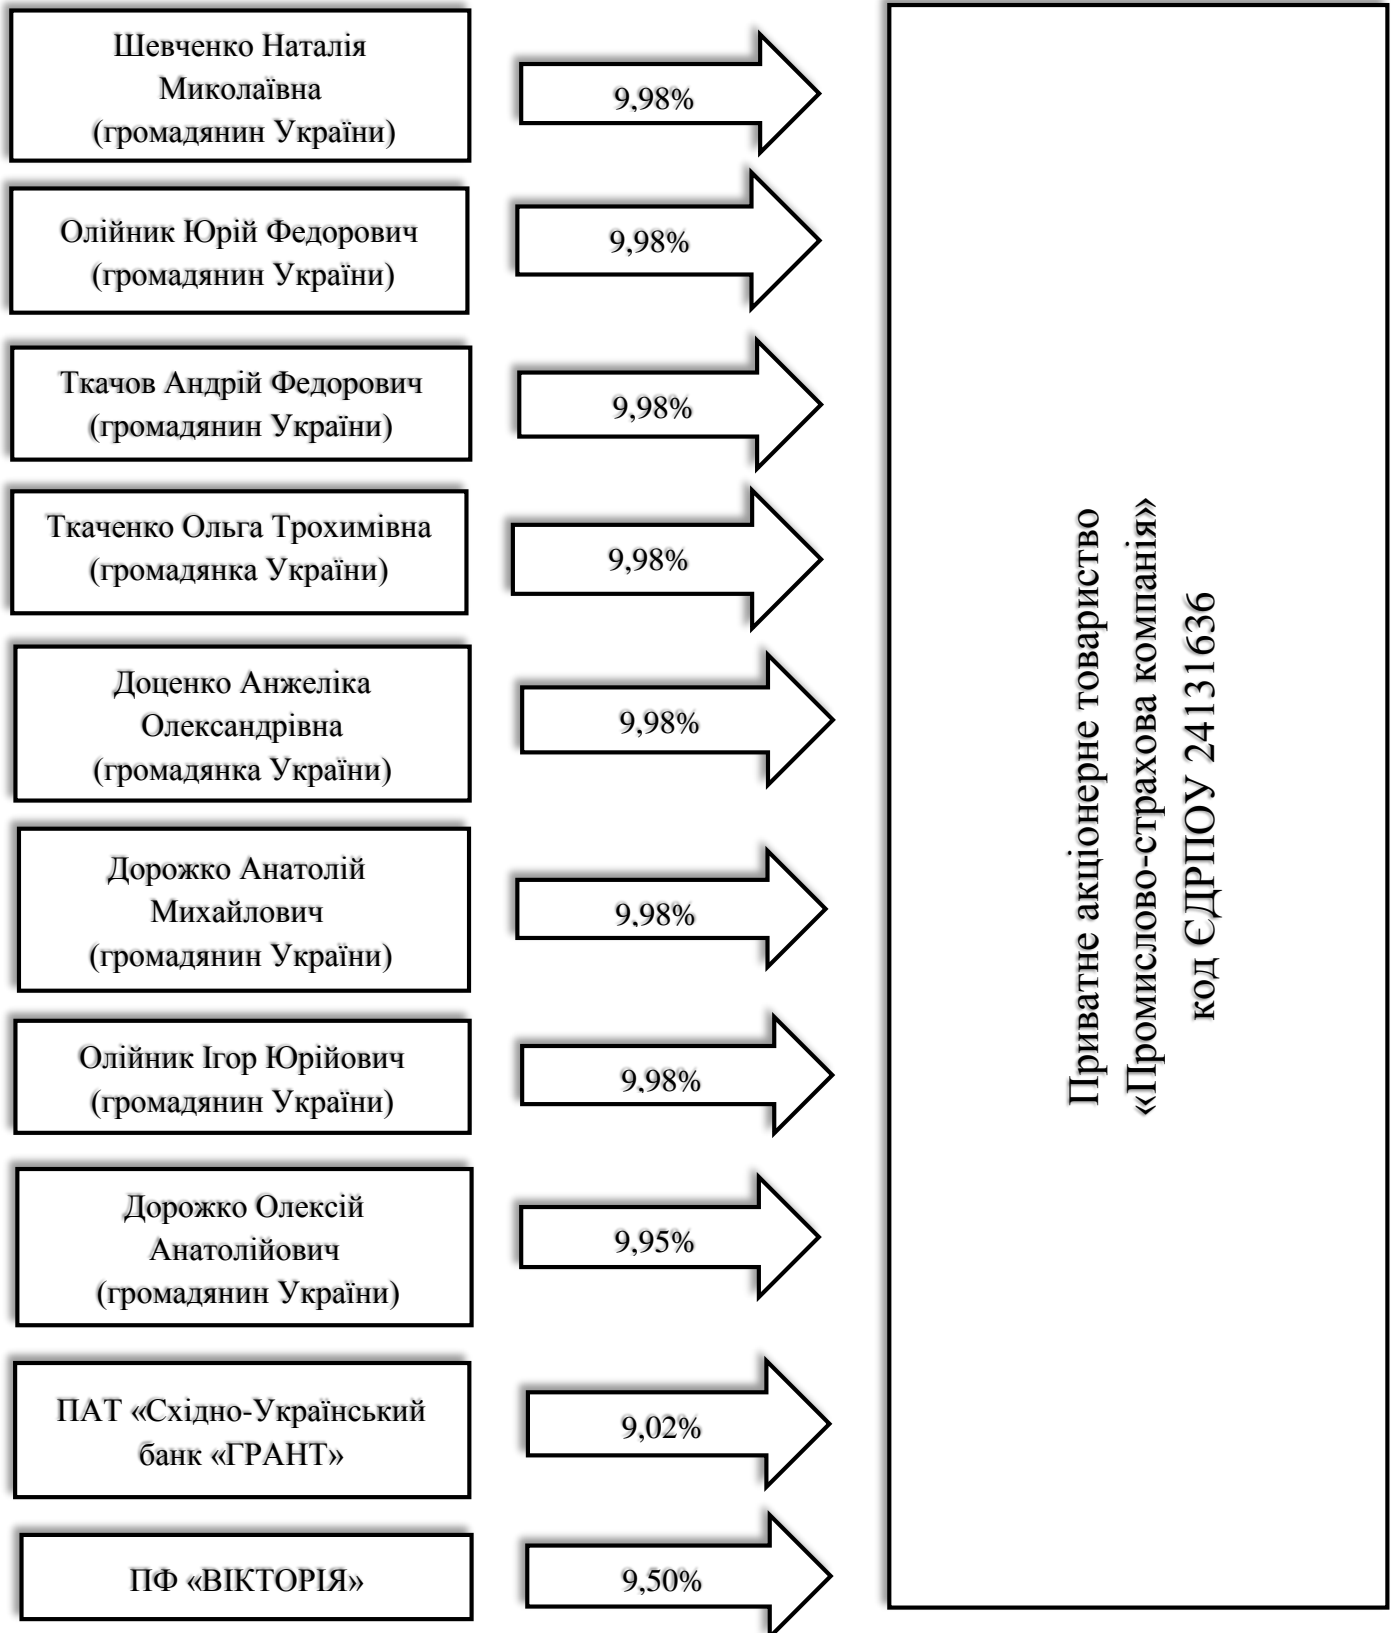 Шевченко Наталія
Миколаївна
(громадянин України)
9,98%
Олійник Юрій Федорович
(громадянин України)
9,98%
Ткачов Андрій Федорович
(громадянин України)
9,98%
Ткаченко Ольга Трохимівна
(громадянка України)
9,98%
Доценко Анжеліка
Олександрівна
(громадянка України)
9,98%
Дорожко Анатолій
Михайлович
(громадянин України)
9,98%
Олійник Ігор Юрійович
(громадянин України)
9,98%
Дорожко Олексій
Анатолійович
(громадянин України)
9,95%
ПАТ «Східно-Український
банк «ГРАНТ»
9,02%
ПФ «ВІКТОРІЯ»
9,50%
Приватне акціонерне товариство
«Промислово-страхова компанія»
код ЄДРПОУ 24131636